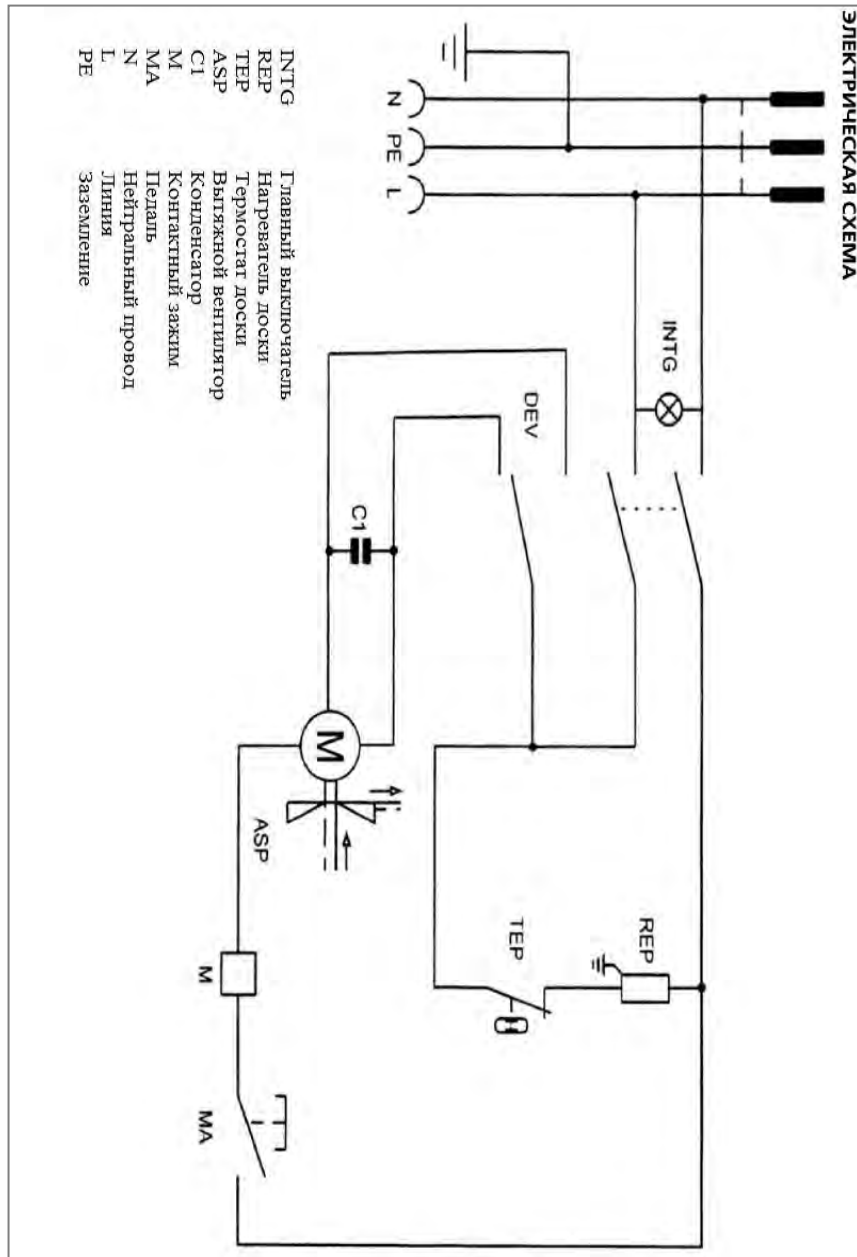 ЭЛЕКТРИЧЕСКАЯ СХЕМА
N
PE
L
INTG
DEV
C1
M
ASP
REP
TEP
M
MA
INTG Главный выключатель
REP Нагреватель доски
TEP Термостат доски
ASP Вытяжной вентилятор
C1 Конденсатор
M Контактный зажим
MA Педаль
N Нейтральный провод
L Линия
PE Заземление